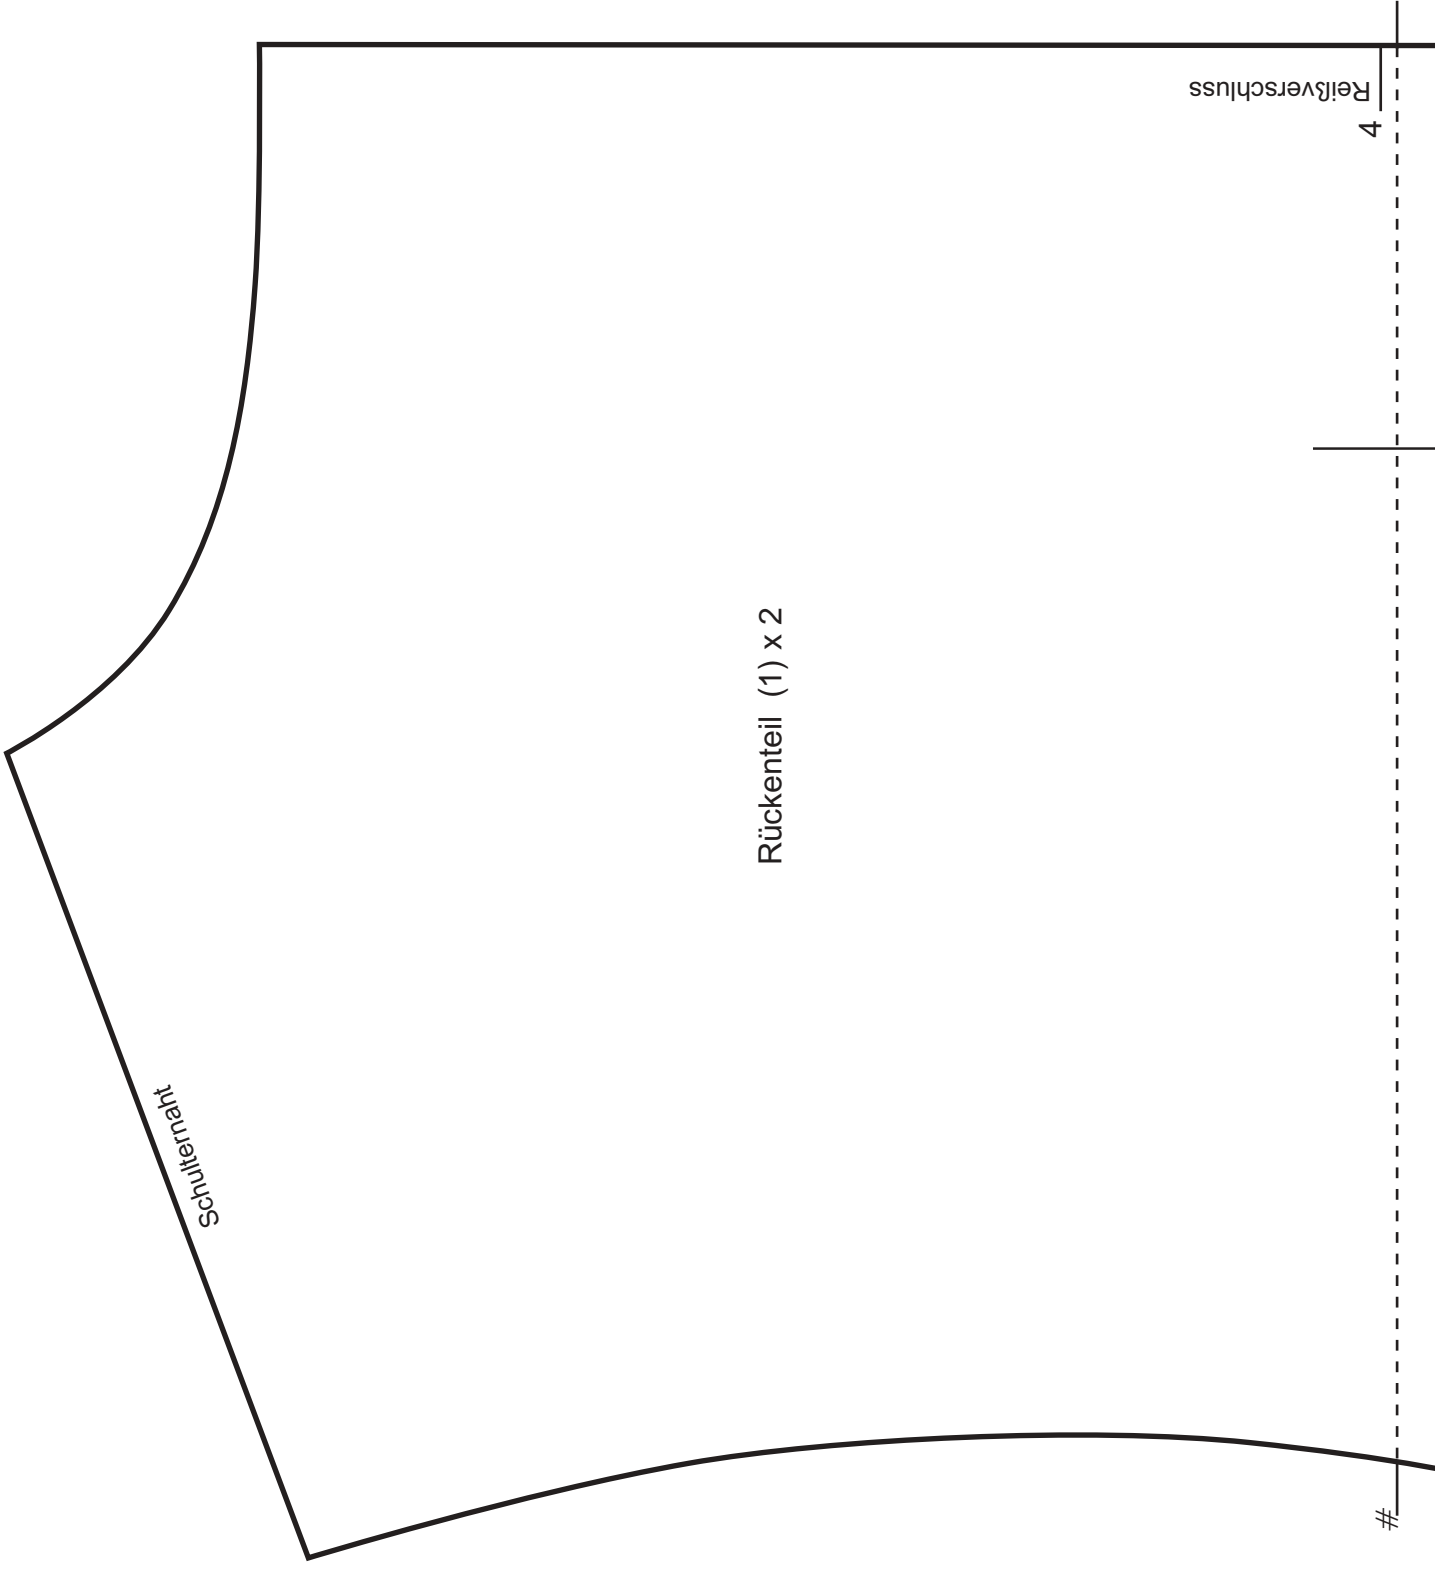 Reißverschluss
4
Rückenteil (1) x 2
Schulternaht
#